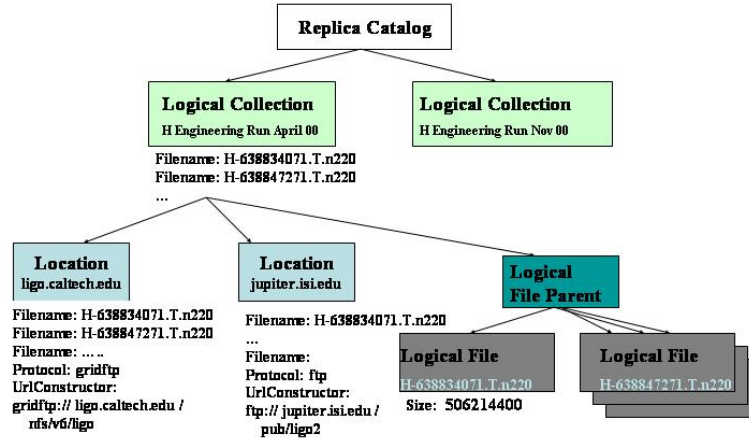 Replica Catalog
Logical Collection
H Engineering Run April 00
Logical Collection
H Engineering Run Nov 00
Filename: H-638834071.T.n220
Filename: H-638847271.T.n220
...
Location
ligo.caltech.edu
Location
jupiter.isi.edu
Logical
File Parent
Filename: H-638834071.T.n220
Filename: H-638847271.T.n220
Filename: … ..
Protocol: gridftp
UrlConstructor:
gridftp:// ligo.caltech.edu /
nfs/v6/ligo
Filename: H-638834071.T.n220
...
Filename:
Protocol: ftp
UrlConstructor:
ftp:// jupiter.isi.edu /
pub/ligo2
Logical File
H-638834071.T.n220
Size: 506214400
Logical File
H-638847271.T.n220